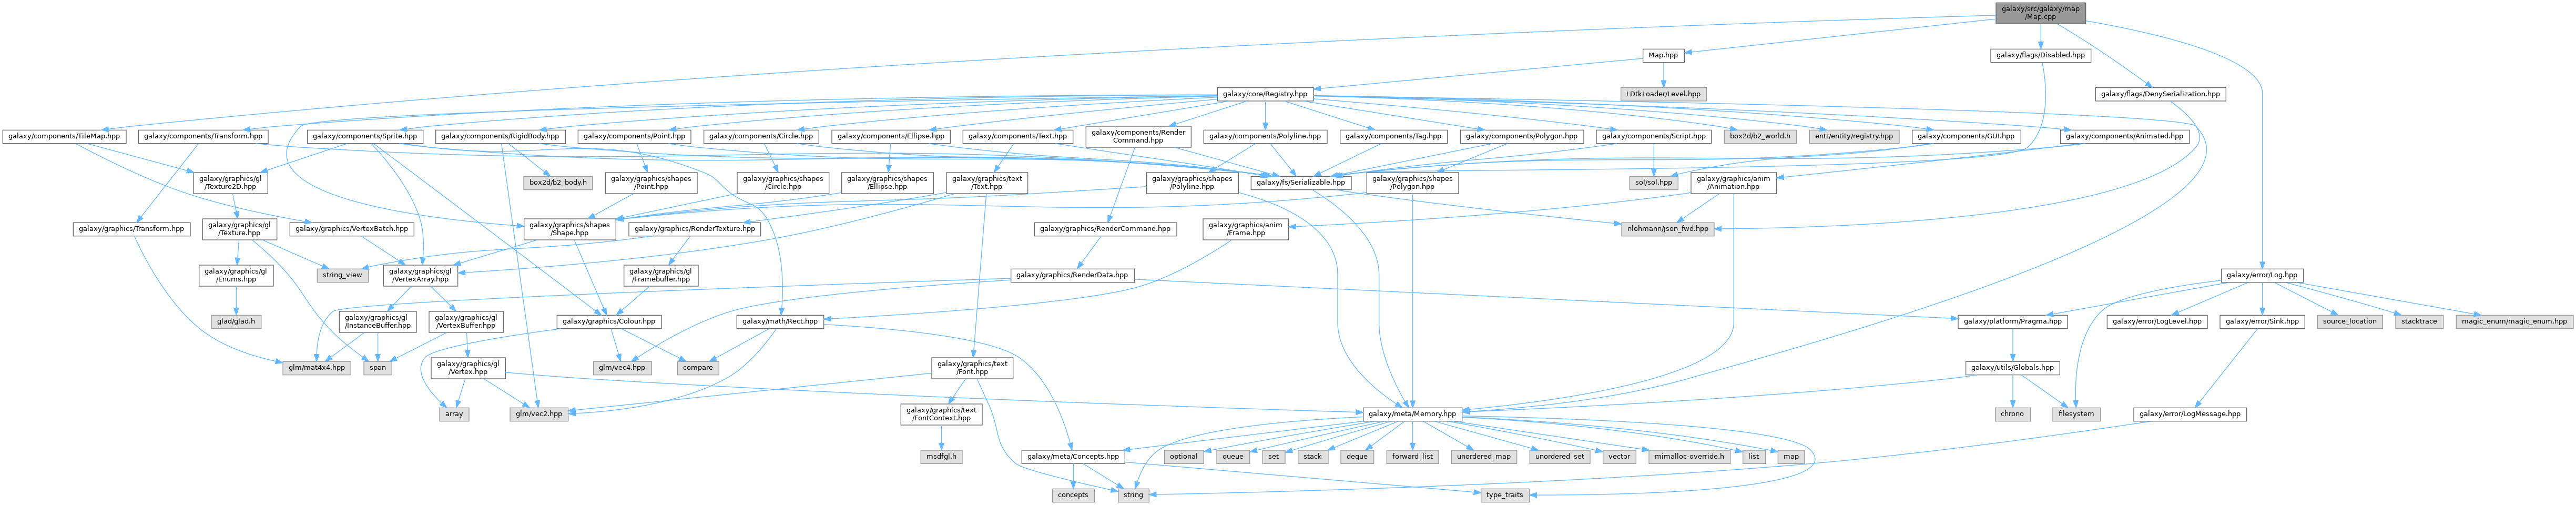 galaxy/src/galaxy/map
/Map.cpp
Map.hpp
galaxy/flags/Disabled.hpp
galaxy/core/Registry.hpp
LDtkLoader/Level.hpp
galaxy/flags/DenySerialization.hpp
galaxy/components/TileMap.hpp
galaxy/components/Transform.hpp
galaxy/components/Sprite.hpp
galaxy/components/RigidBody.hpp
galaxy/components/Point.hpp
galaxy/components/Circle.hpp
galaxy/components/Ellipse.hpp
galaxy/components/Text.hpp
galaxy/components/Render
Command.hpp
galaxy/components/Polyline.hpp
galaxy/components/Tag.hpp
galaxy/components/Polygon.hpp
galaxy/components/Script.hpp
box2d/b2_world.h
entt/entity/registry.hpp
galaxy/components/GUI.hpp
galaxy/components/Animated.hpp
galaxy/graphics/gl
/Texture2D.hpp
box2d/b2_body.h
galaxy/graphics/shapes
/Point.hpp
galaxy/graphics/shapes
/Circle.hpp
galaxy/graphics/shapes
/Ellipse.hpp
galaxy/graphics/text
/Text.hpp
galaxy/graphics/shapes
/Polyline.hpp
galaxy/fs/Serializable.hpp
galaxy/graphics/shapes
/Polygon.hpp
sol/sol.hpp
galaxy/graphics/anim
/Animation.hpp
galaxy/graphics/Transform.hpp
galaxy/graphics/gl
/Texture.hpp
galaxy/graphics/VertexBatch.hpp
galaxy/graphics/shapes
/Shape.hpp
galaxy/graphics/RenderTexture.hpp
galaxy/graphics/RenderCommand.hpp
galaxy/graphics/anim
/Frame.hpp
nlohmann/json_fwd.hpp
galaxy/graphics/gl
/Enums.hpp
string_view
galaxy/graphics/gl
/VertexArray.hpp
galaxy/graphics/gl
/Framebuffer.hpp
galaxy/graphics/RenderData.hpp
galaxy/error/Log.hpp
glad/glad.h
galaxy/graphics/gl
/InstanceBuffer.hpp
galaxy/graphics/gl
/VertexBuffer.hpp
galaxy/graphics/Colour.hpp
galaxy/math/Rect.hpp
galaxy/platform/Pragma.hpp
galaxy/error/LogLevel.hpp
galaxy/error/Sink.hpp
source_location
stacktrace
magic_enum/magic_enum.hpp
glm/mat4x4.hpp
span
galaxy/graphics/gl
/Vertex.hpp
glm/vec4.hpp
compare
galaxy/graphics/text
/Font.hpp
galaxy/utils/Globals.hpp
array
glm/vec2.hpp
galaxy/graphics/text
/FontContext.hpp
galaxy/meta/Memory.hpp
chrono
filesystem
galaxy/error/LogMessage.hpp
msdfgl.h
galaxy/meta/Concepts.hpp
optional
queue
set
stack
deque
forward_list
unordered_map
unordered_set
vector
mimalloc-override.h
list
map
concepts
string
type_traits